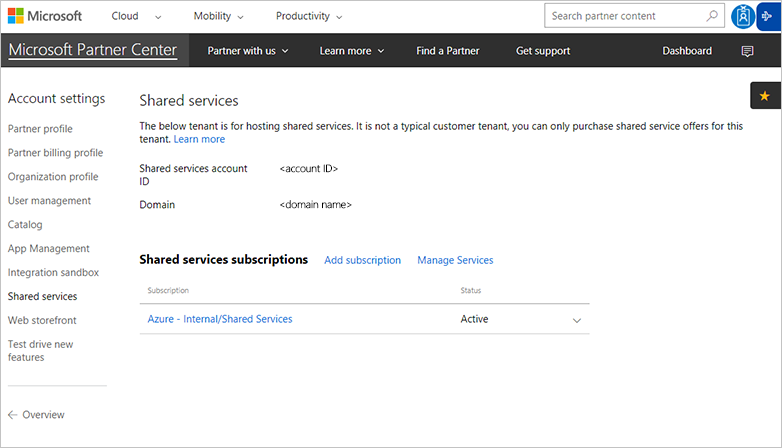 Microsoft Cloud Mobility Productivity Search partner content
Microsoft Partner Center Partner with us Learn more Find a Partner Get support Dashboard
Account settings
Partner profile
Partner billing profile
Organization profile
User management
Catalog
App Management
Integration sandbox
Shared services
Web storefront
Test drive new
features
Overview
Shared services
The below tenant is for hosting shared services. It is not a typical customer tenant, you can only purchase shared service offers for this
tenant. Learn more
Shared services account <account ID>
ID
Domain <domain name>
Shared services subscriptions Add subscription Manage Services
Subscription Status
Azure - Internal/Shared Services Active